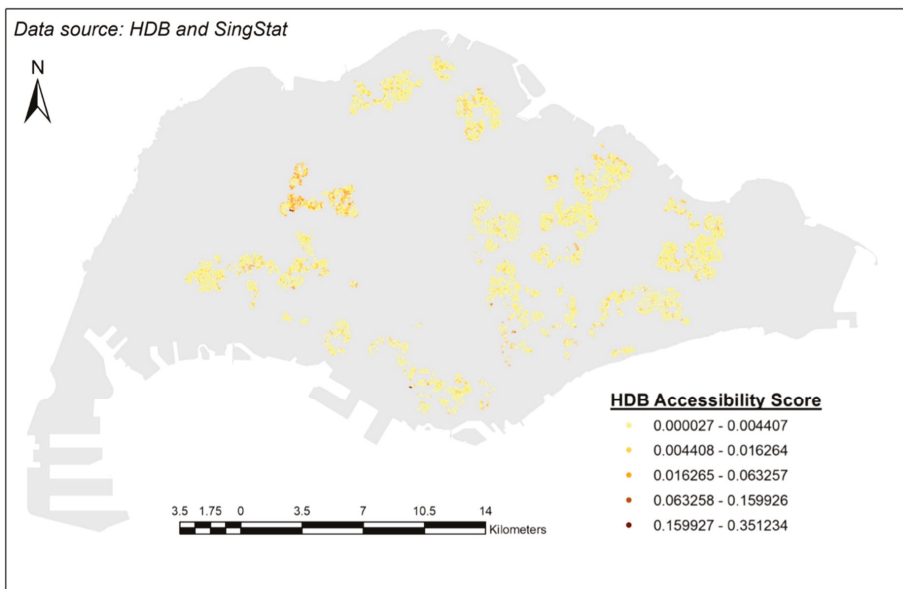 Data source: HDB and SingStat
N
HDB Accessibility Score
0.000027 - 0.004407
0.004408 - 0.016264
0.016265 - 0.063257
0.063258 - 0.159926
0.159927 - 0.351234
3.5 1.75 0 3.5 7 10.5 14
Kilometers